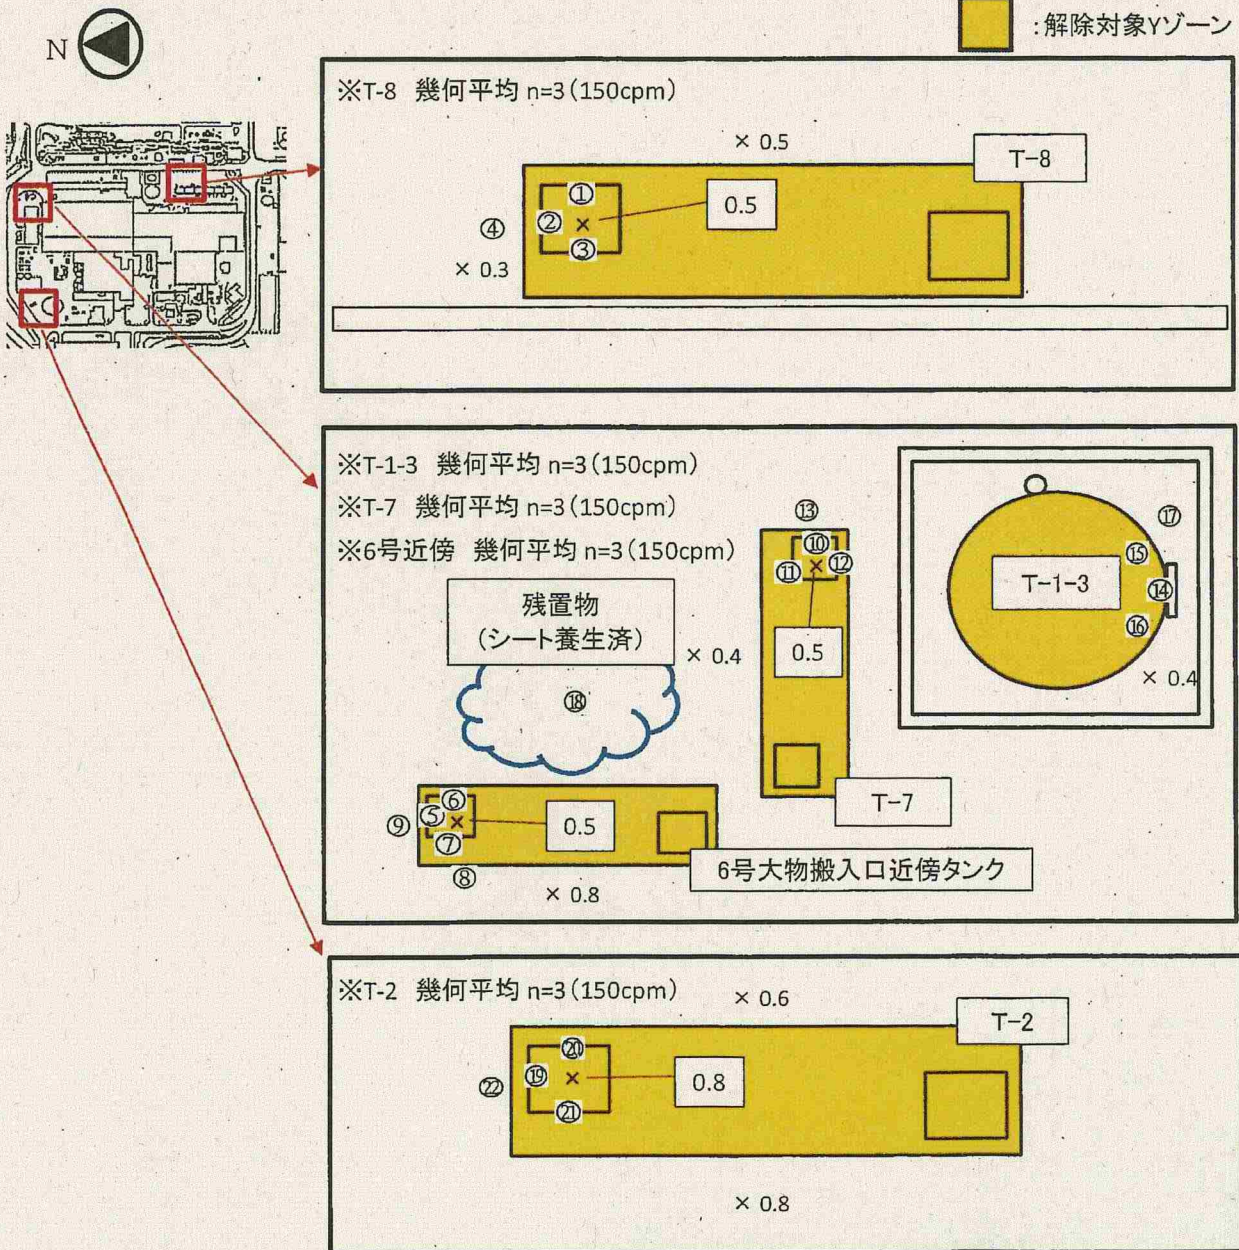 N
:解除対象Yゾーン
※T-8 幾何平均 n=3(150cpm)
× 0.5
T-8
①
②
×
③
0.5
④
× 0.3
※T-1-3 幾何平均 n=3(150cpm)
※T-7 幾何平均 n=3(150cpm)
※6号近傍 幾何平均 n=3(150cpm)
残置物
(シート養生済)
× 0.4
⑱
⑬
⑩
⑪ × ⑫
0.5
T-7
⑰
⑮
T-1-3
⑭
⑯
× 0.4
⑥
⑤ ×
⑦
⑨
0.5
⑧
× 0.8
6号大物搬入口近傍タンク
※T-2 幾何平均 n=3(150cpm)
× 0.6
T-2
⑳
⑲ ×
㉑
㉒
0.8
× 0.8